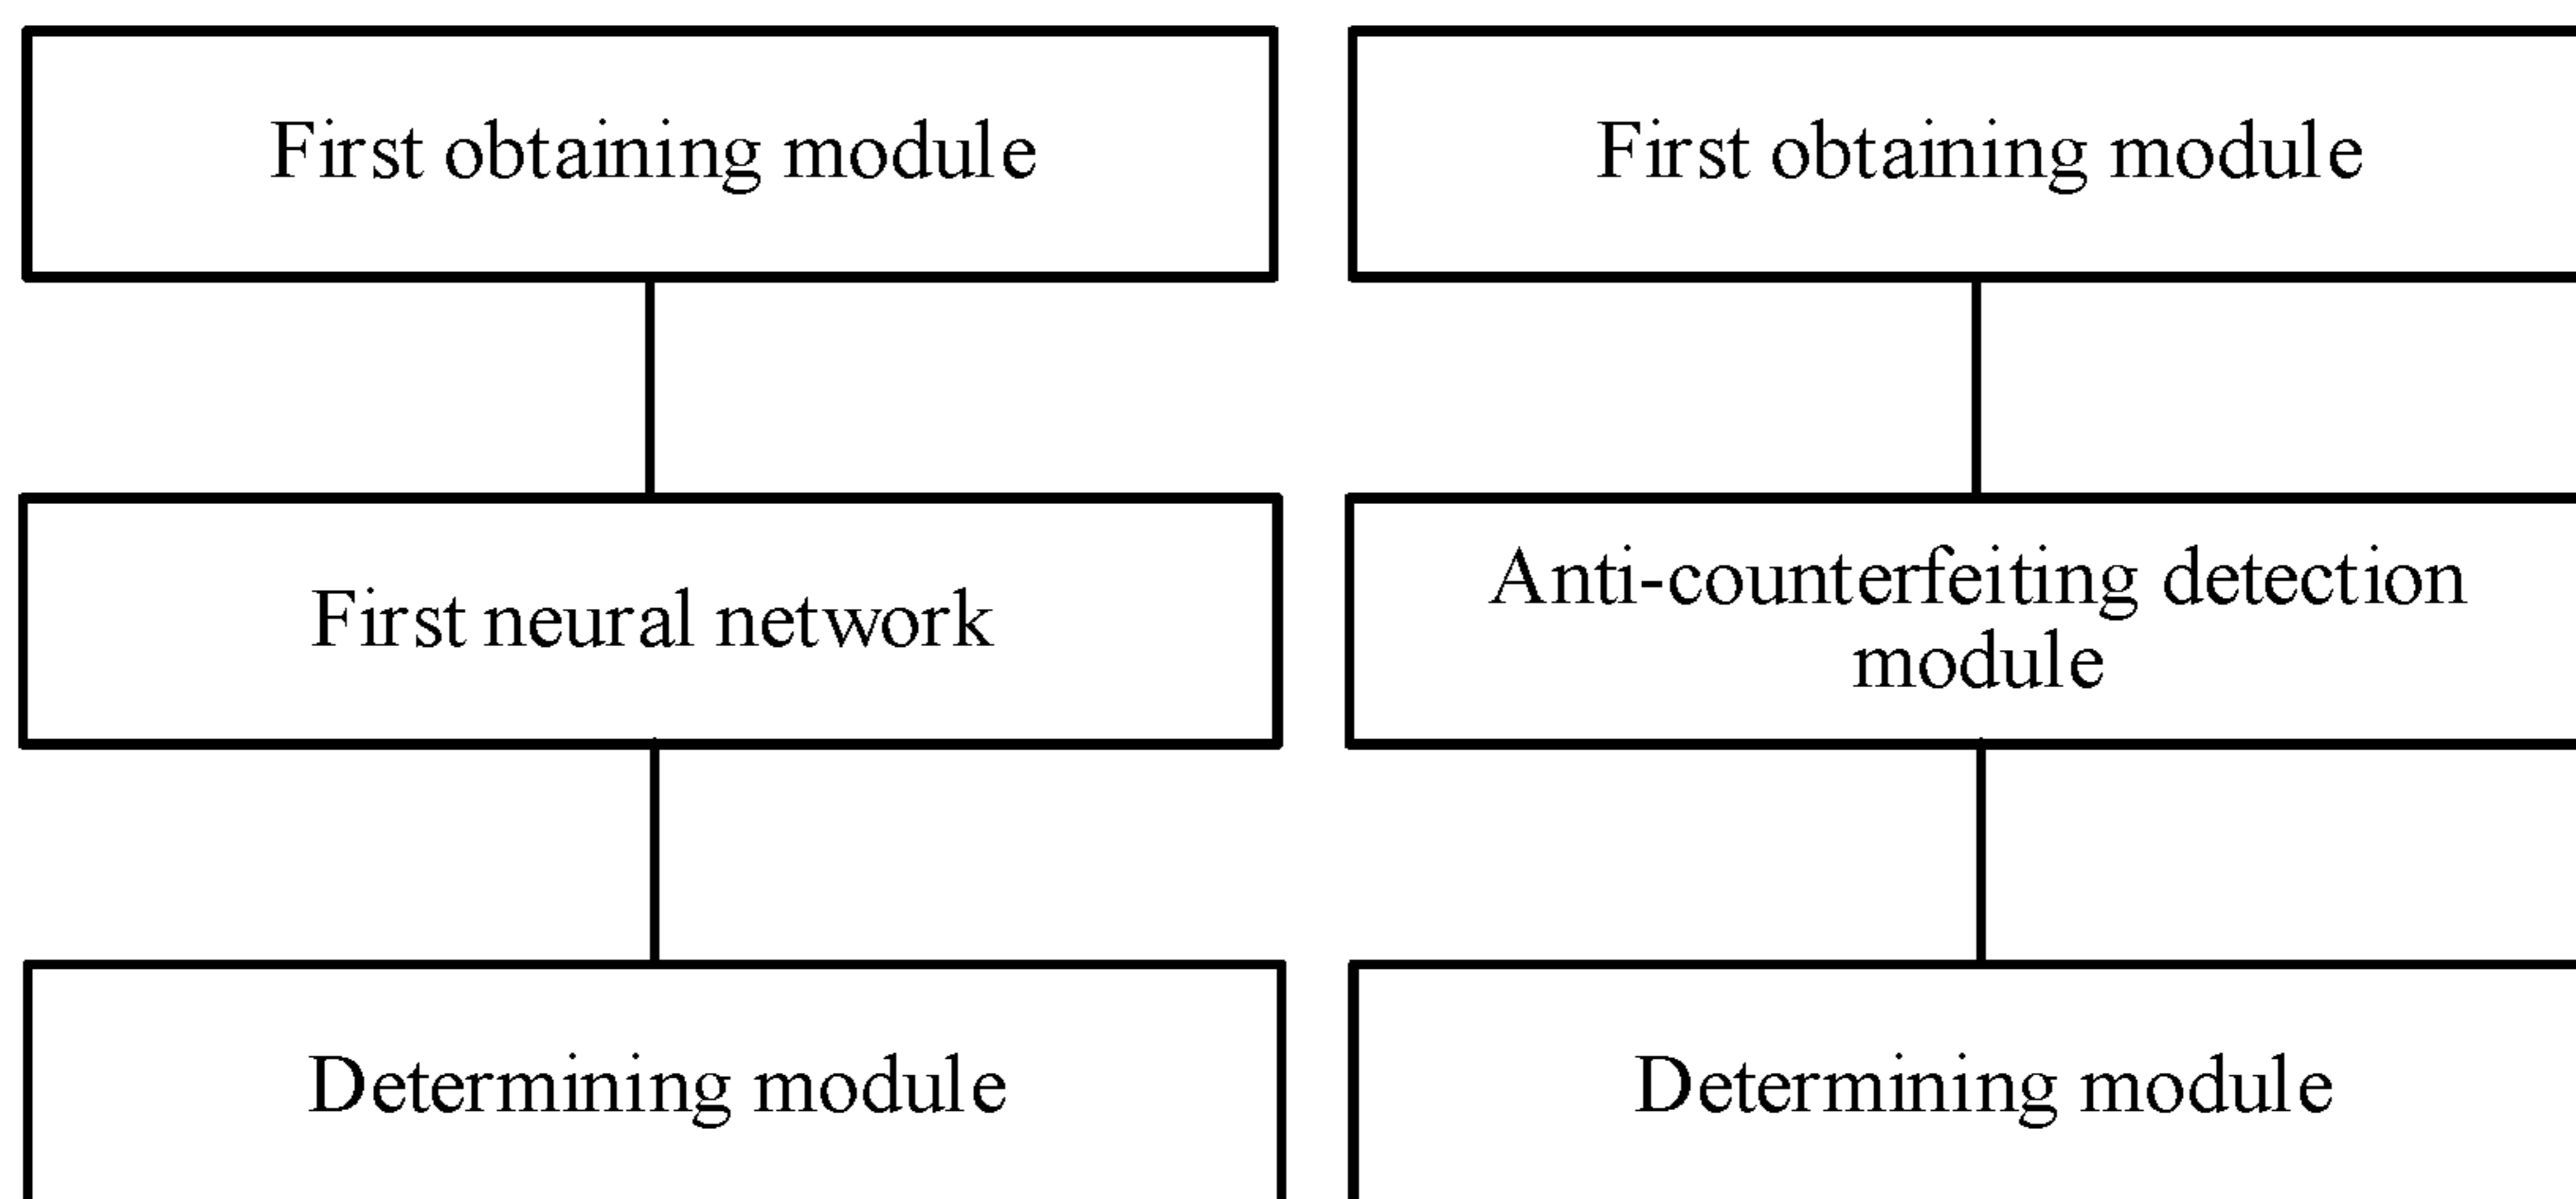 First obtaining module
First neural network
Determining module
First obtaining module
Anti-counterfeiting detection
module
Determining module